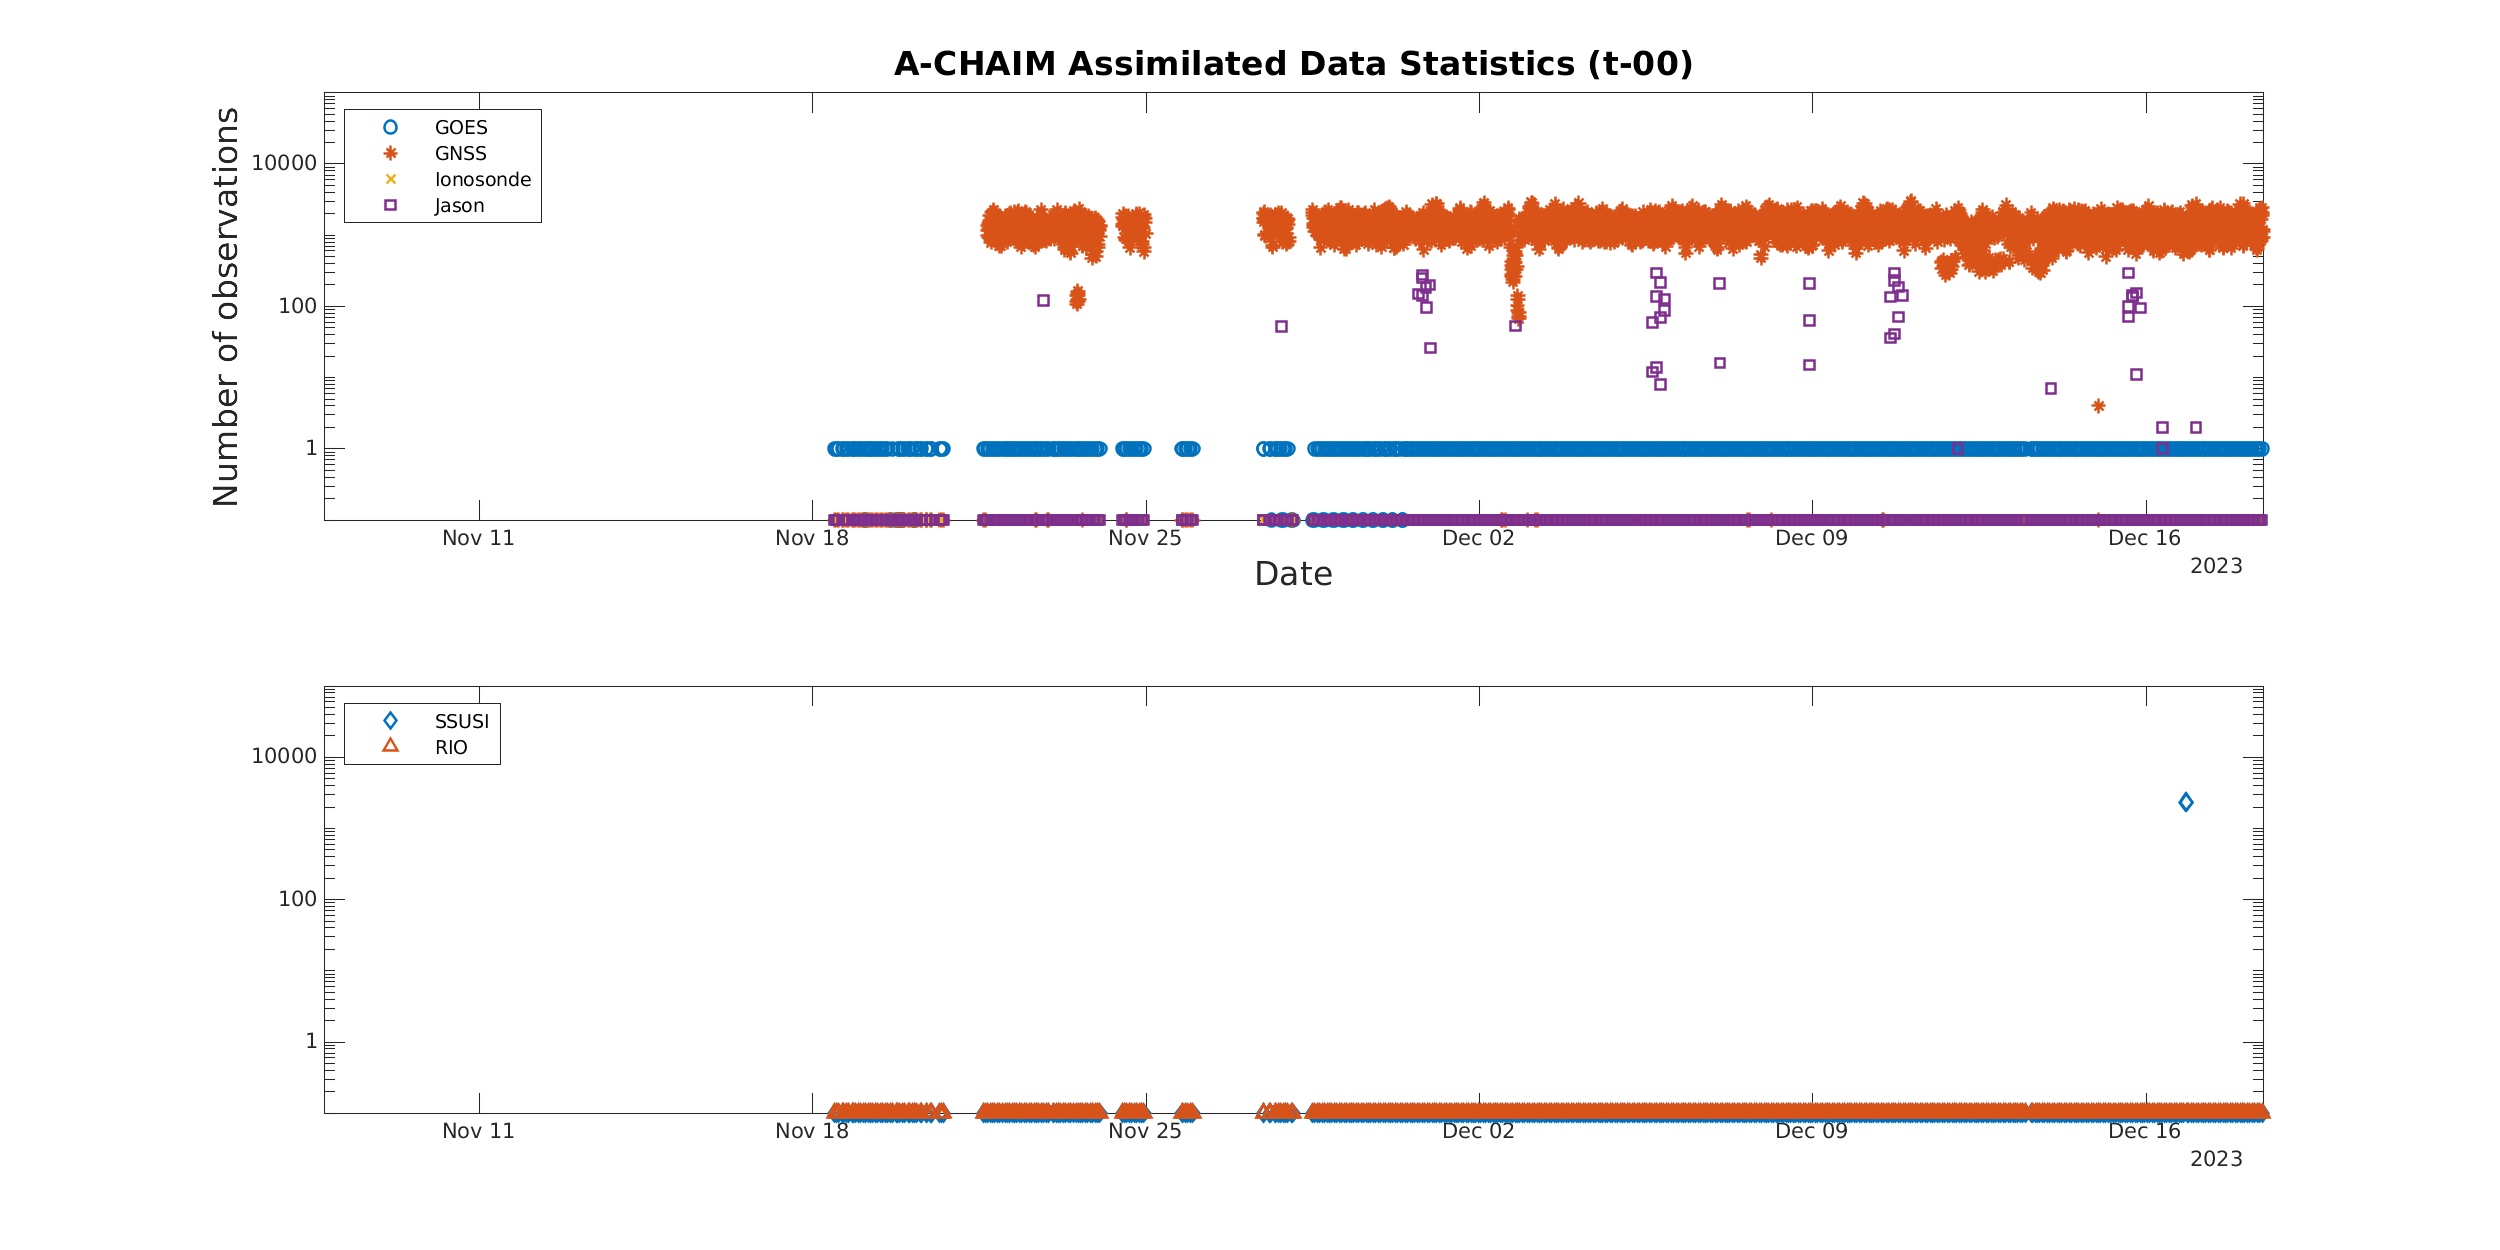 A-CHAIM Assimilated Data Statistics (t-00)
Number of observations
10000
100
1
GOES
GNSS
Ionosonde
Jason
Nov 11 Nov 18 Nov 25 Dec 02 Dec 09 Dec 16
2023
Date
10000
100
1
SSUSI
RIO
Nov 11 Nov 18 Nov 25 Dec 02 Dec 09 Dec 16
2023